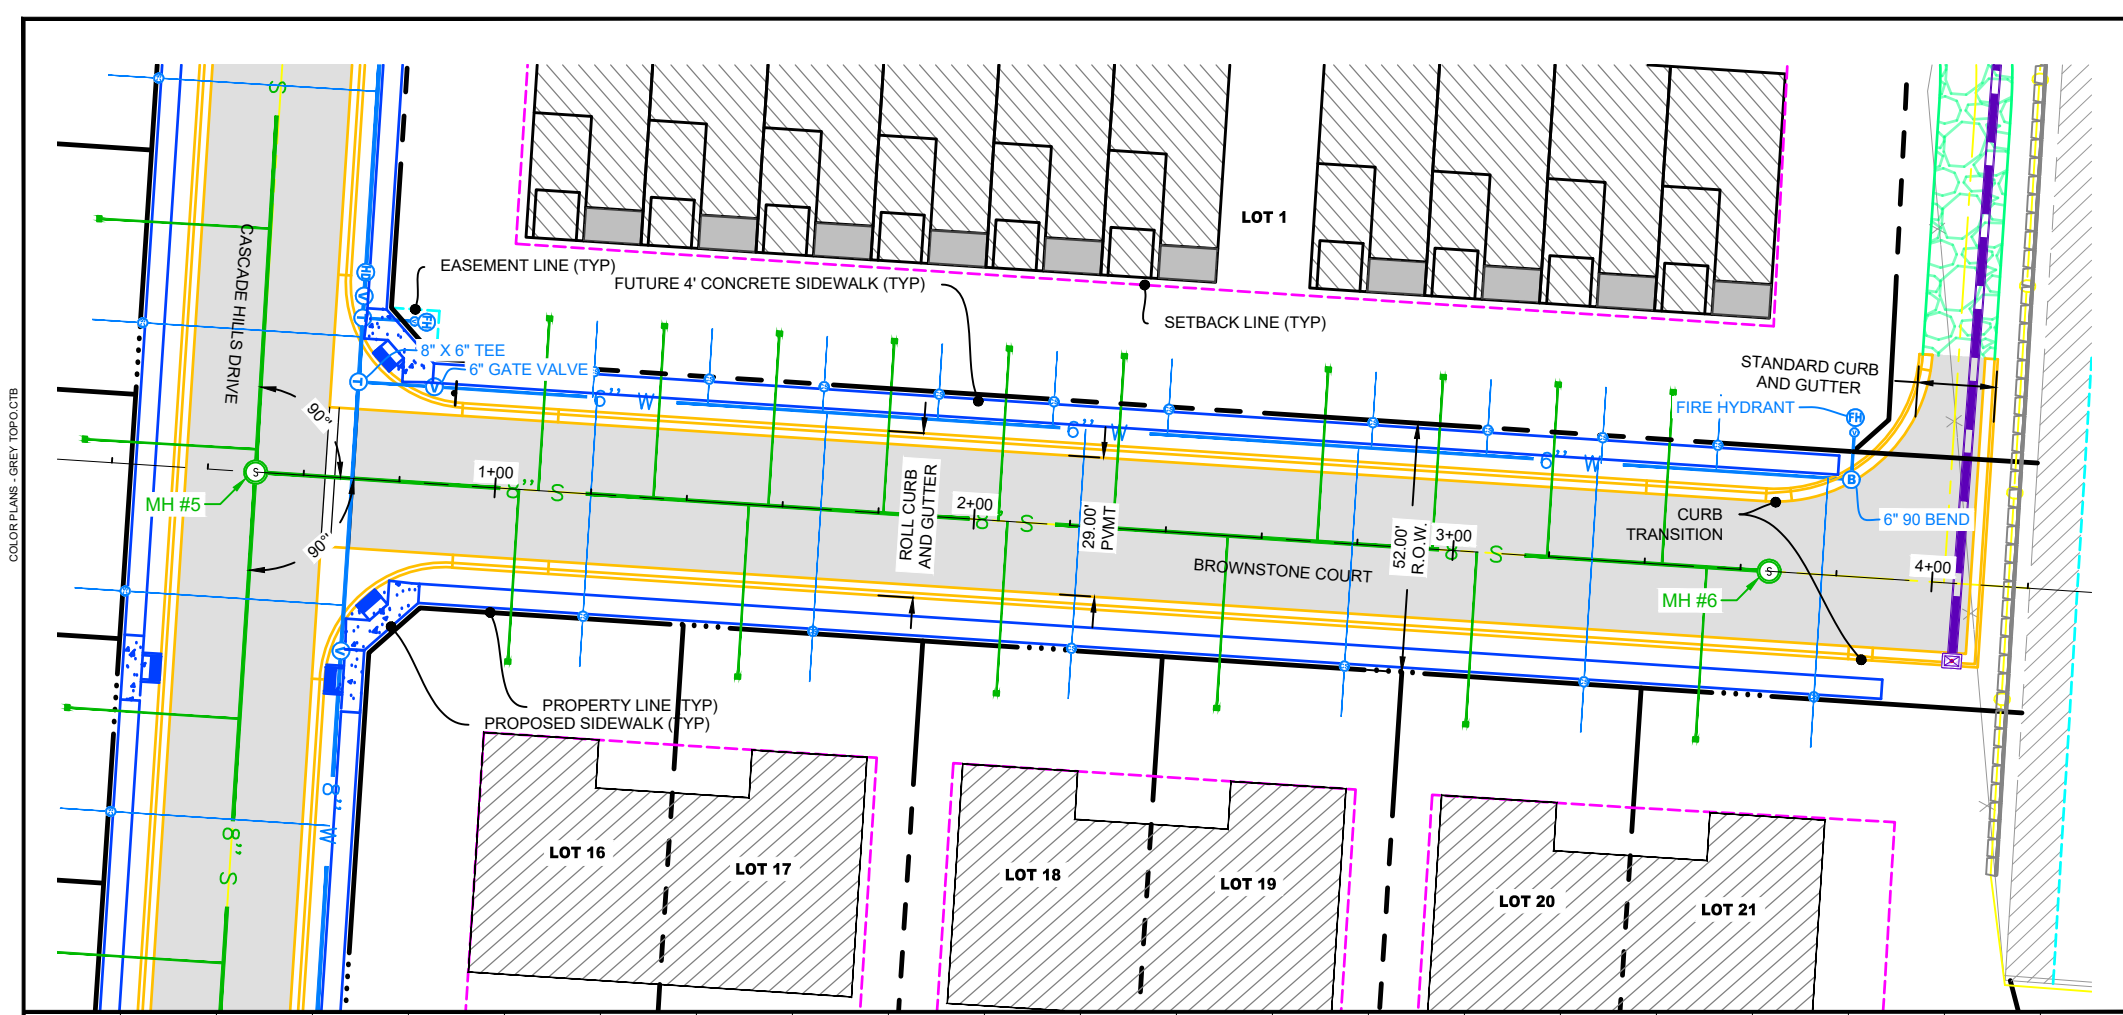 COLOR PLANS - GREY TOPO.CTB
S
CASCADE HILLS DRIVE
LOT 1
EASEMENT LINE (TYP)
FUTURE 4' CONCRETE SIDEWALK (TYP)
SETBACK LINE (TYP)
HB
V
T
FH
8" X 6" TEE
6" GATE VALVE
T
V
6'' W
6'' W
6'' W
STANDARD CURB
AND GUTTER
FIRE HYDRANT
FH
B
6" 90 BEND
90°
90°
S
MH #5
1+00
8'' S
ROLL CURB
AND GUTTER
2+00
8'' S
29.00'
PVMT
52.00'
R.O.W.
3+00
8'' S
BROWNSTONE COURT
CURB
TRANSITION
S
MH #6
4+00
V
PROPERTY LINE (TYP)
PROPOSED SIDEWALK (TYP)
8'' W
8'' S
LOT 16
LOT 17
LOT 18
LOT 19
LOT 20
LOT 21